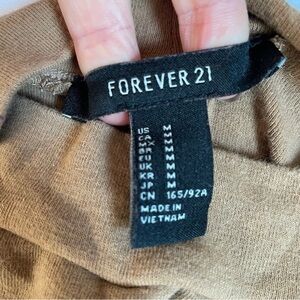 FOREVER 21
US M
CA M
MX M
BR M
EU M
UK M
KR M
JP M
CN 165/92A
MADE IN
VIETNAM